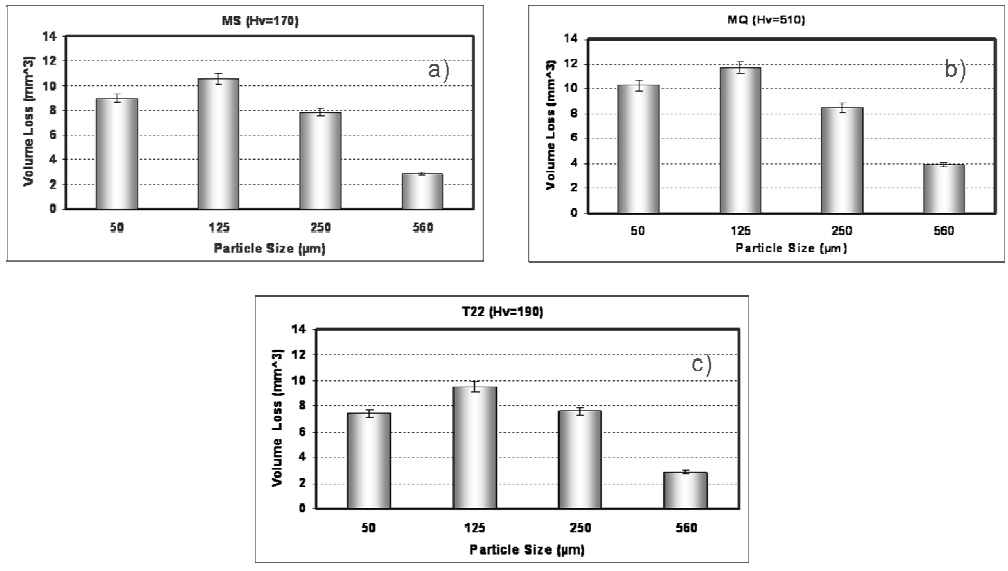 MS (Hv=170)
a)
Volume Loss (mm^3)
14
12
10
8
6
4
2
0
50 125 250 560
Particle Size (µm)
MQ (Hv=510)
b)
Volume Loss (mm^3)
14
12
10
8
6
4
2
0
50 125 250 560
Particle Size (µm)
T22 (Hv=190)
c)
Volume Loss (mm^3)
14
12
10
8
6
4
2
0
50 125 250 560
Particle Size (µm)